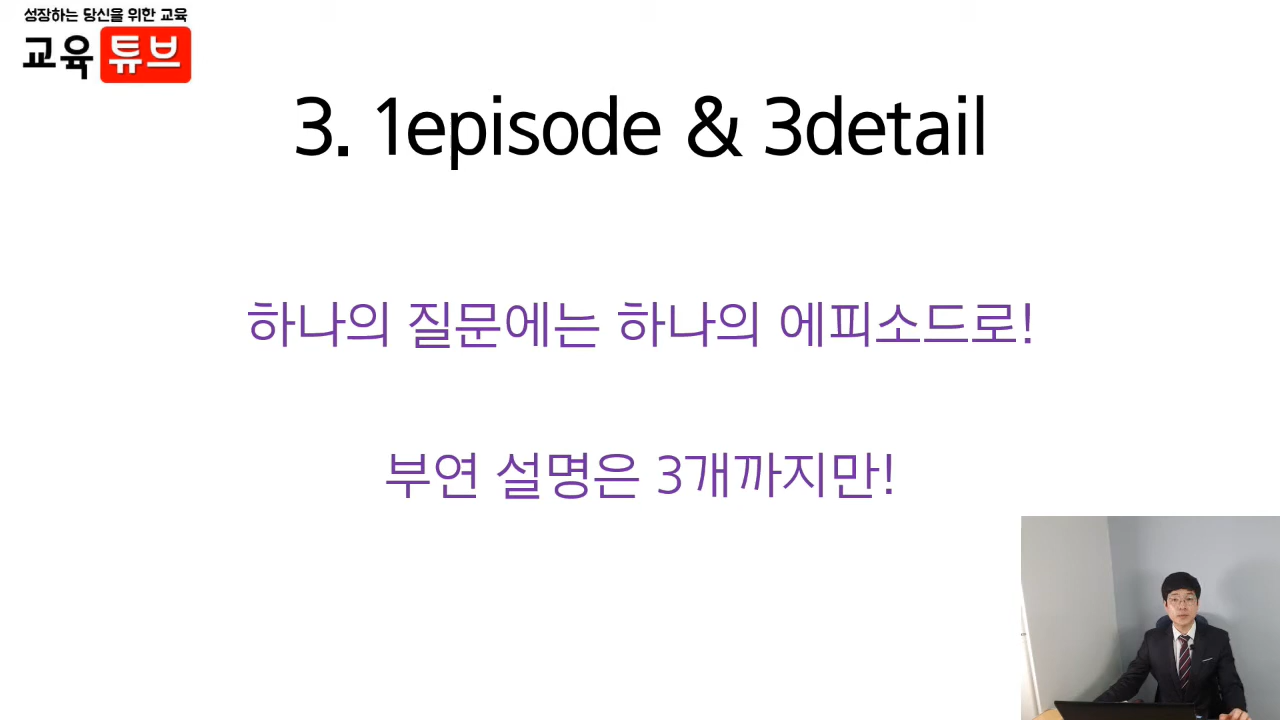 성장하는 당신을 위한 교육
교육 튜브
3. 1episode & 3detail
하나의 질문에는 하나의 에피소드로!
부연 설명은 3개까지만!